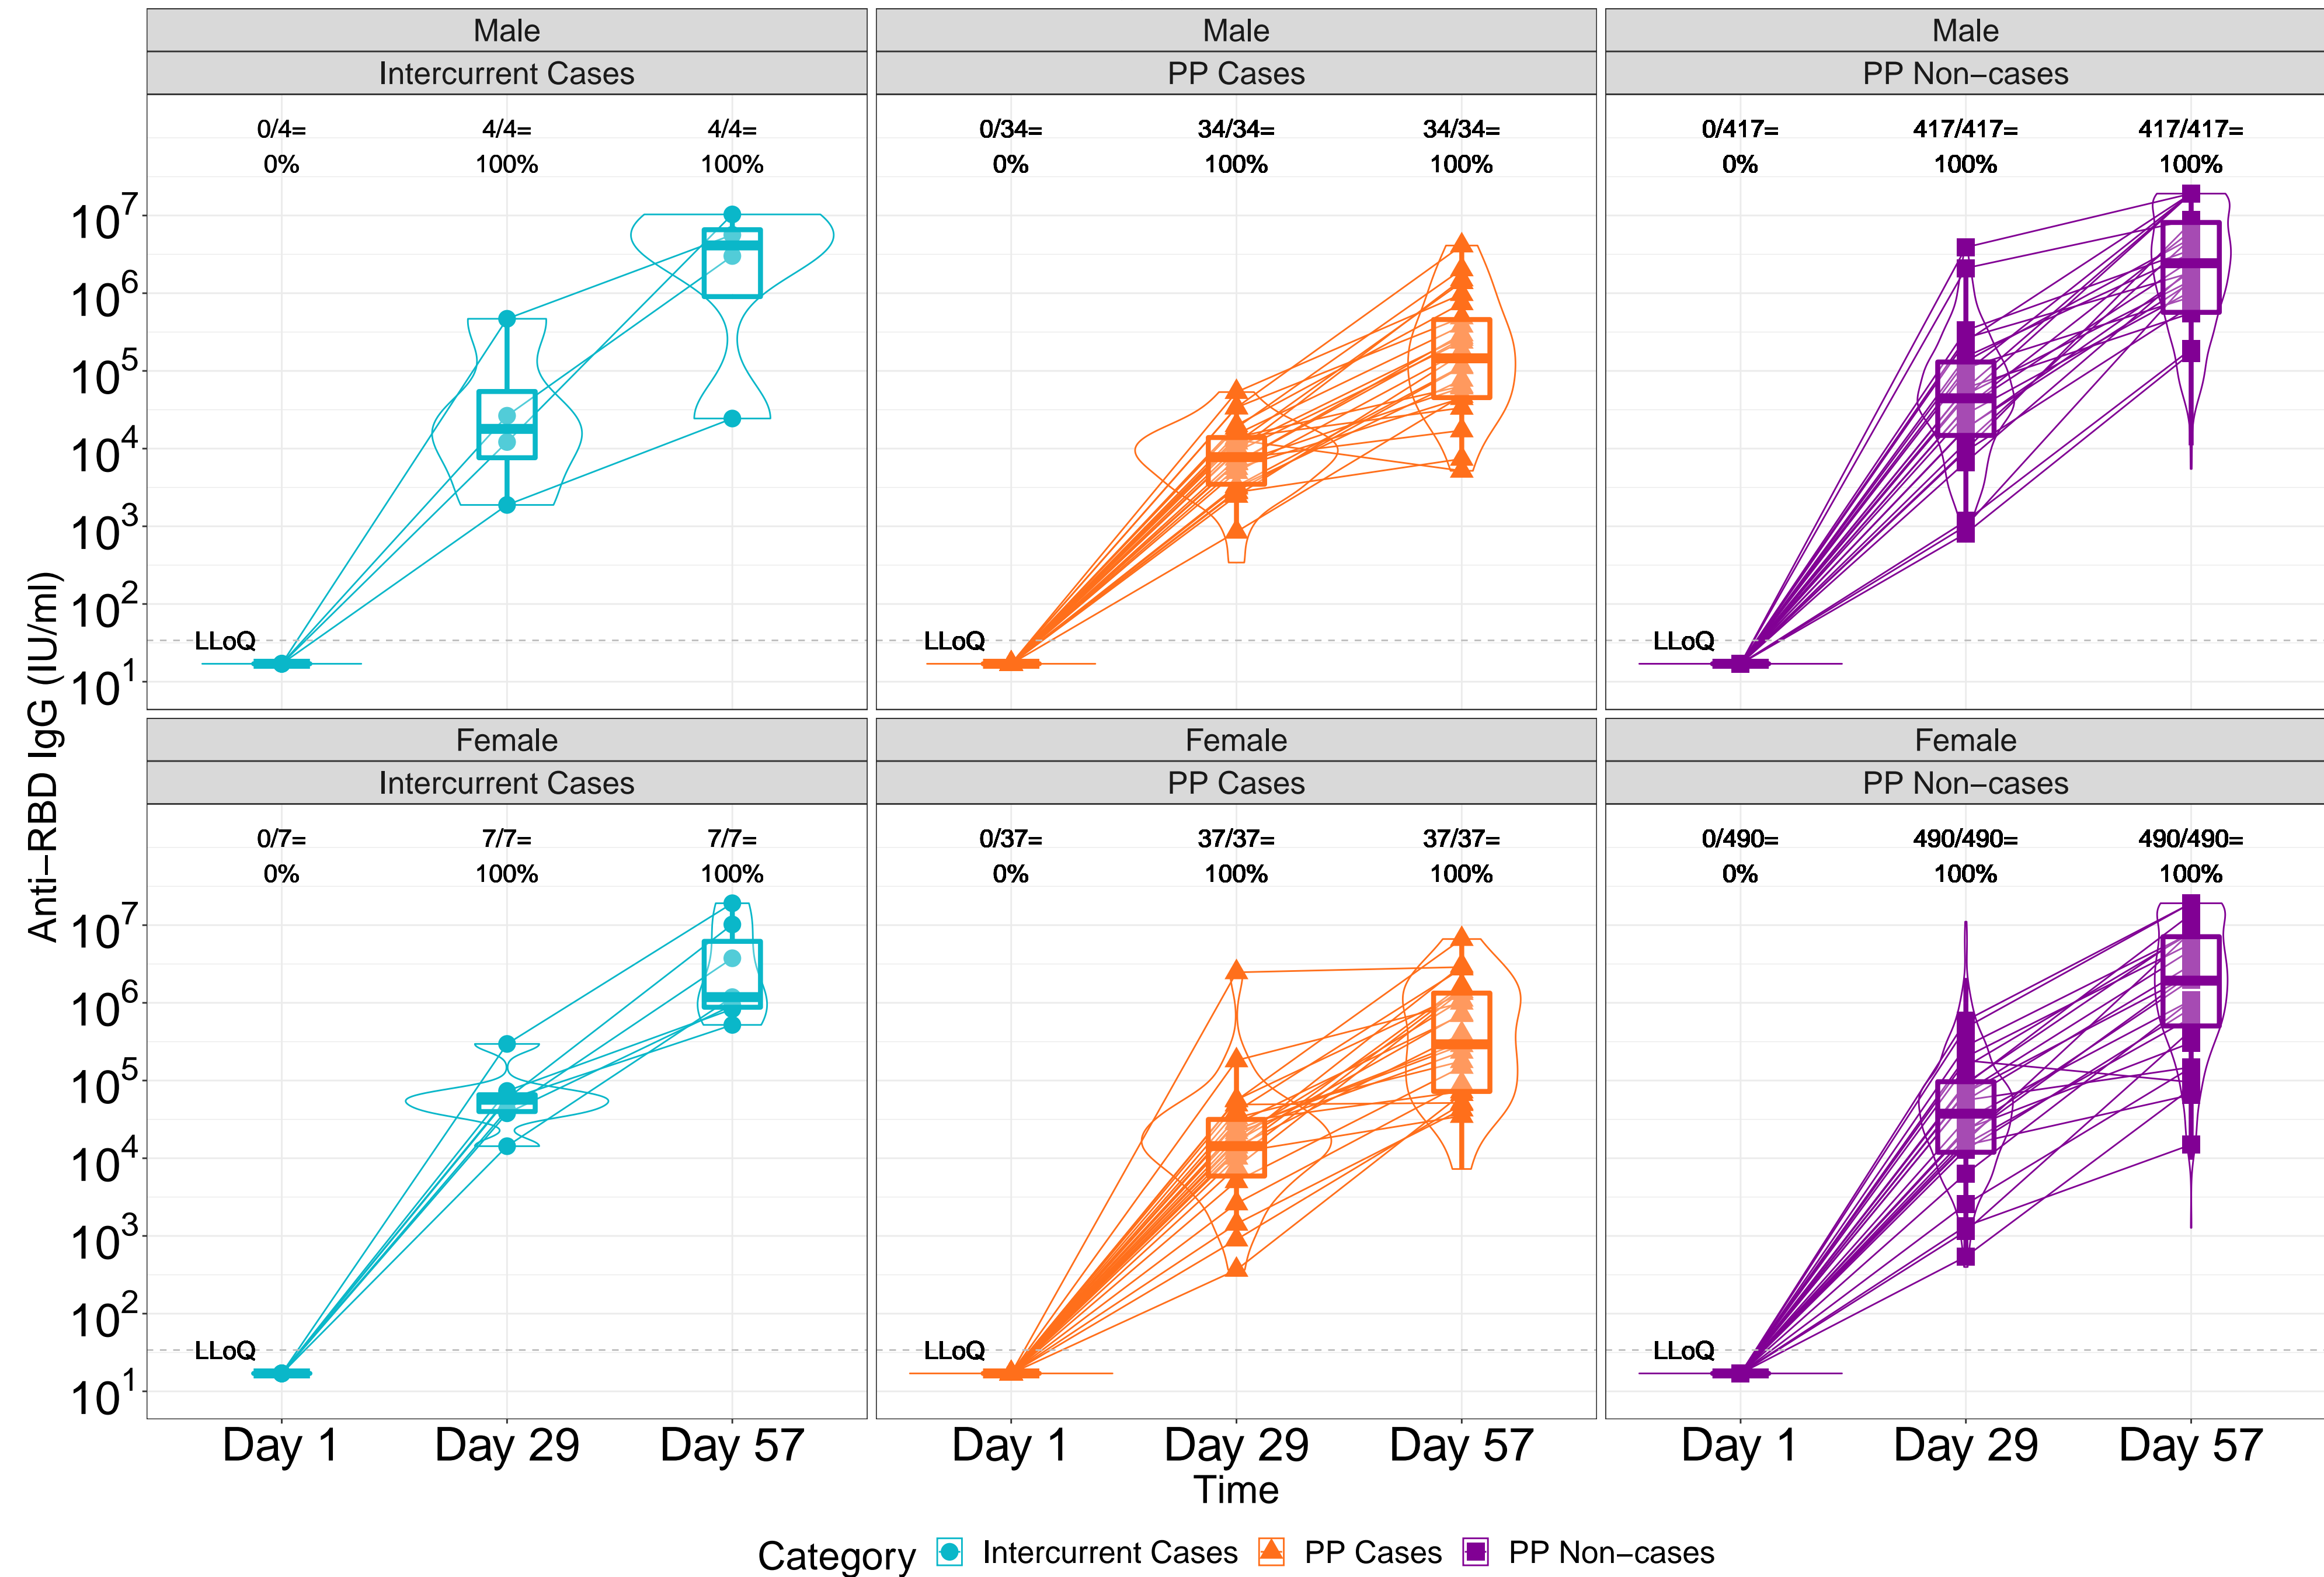 Male
Male
Male
Intercurrent Cases
PP Cases
PP Non−cases
0/4=
0%
4/4=
100%
4/4=
100%
0/34=
0%
34/34=
100%
34/34=
100%
0/417=
0%
417/417=
100%
417/417=
100%
10^7
10^6
10^5
10^4
10^3
10^2
10^1
LLoQ
LLoQ
LLoQ
Anti−RBD IgG (IU/ml)
Female
Female
Female
Intercurrent Cases
PP Cases
PP Non−cases
0/7=
0%
7/7=
100%
7/7=
100%
0/37=
0%
37/37=
100%
37/37=
100%
0/490=
0%
490/490=
100%
490/490=
100%
10^7
10^6
10^5
10^4
10^3
10^2
10^1
LLoQ
LLoQ
LLoQ
Day 1 Day 29 Day 57
Day 1 Day 29 Day 57
Day 1 Day 29 Day 57
Time
Category Intercurrent Cases PP Cases PP Non−cases